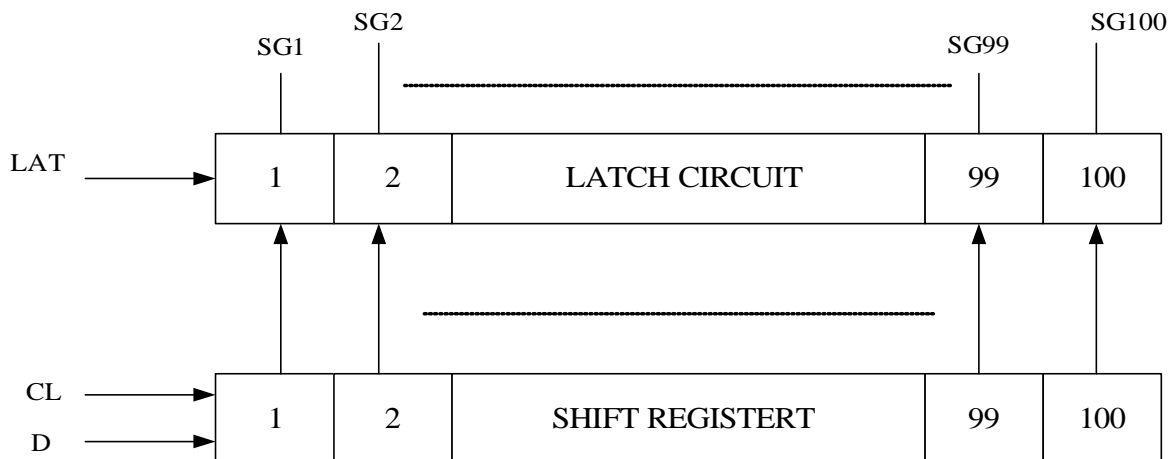 SG1
SG2
SG99
SG100
LAT
1 2 LATCH CIRCUIT 99 100
CL
D
1 2 SHIFT REGISTERT 99 100